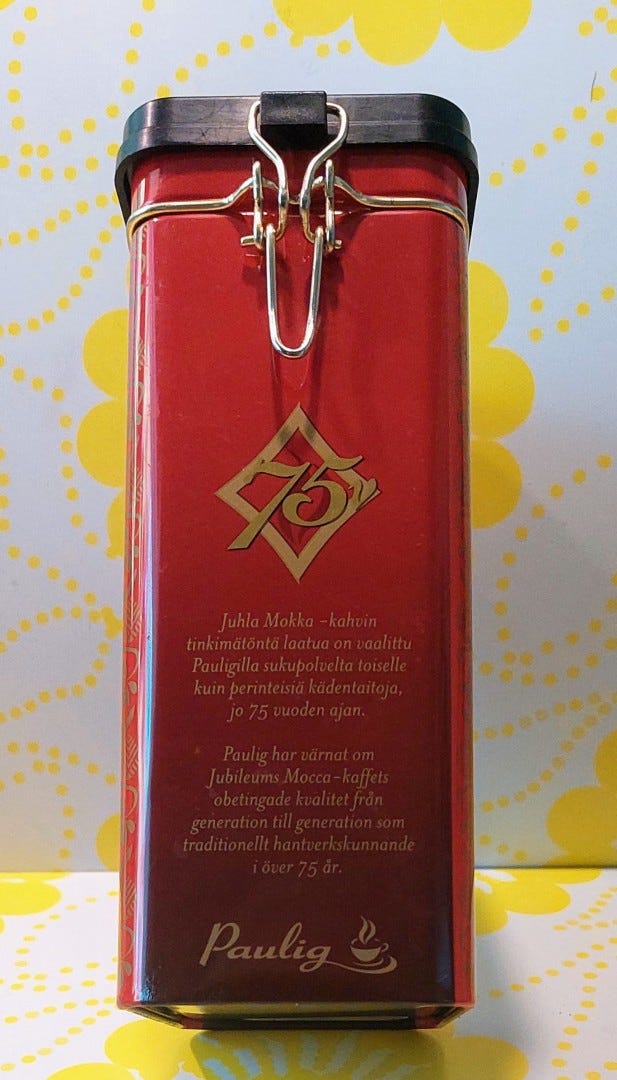 75v
Juhla Mokka -kahvin
tinkimätöntä laatua on vaalittu
Pauligilla sukupolvelta toiselle
kuin perinteisiä kädentaitoja,
jo 75 vuoden ajan.
Paulig har värnat om
Jubileums Mocca-kaffets
obetingade kvalitet från
generation till generation som
traditionellt hantverkskunnande
i över 75 år.
Paulig